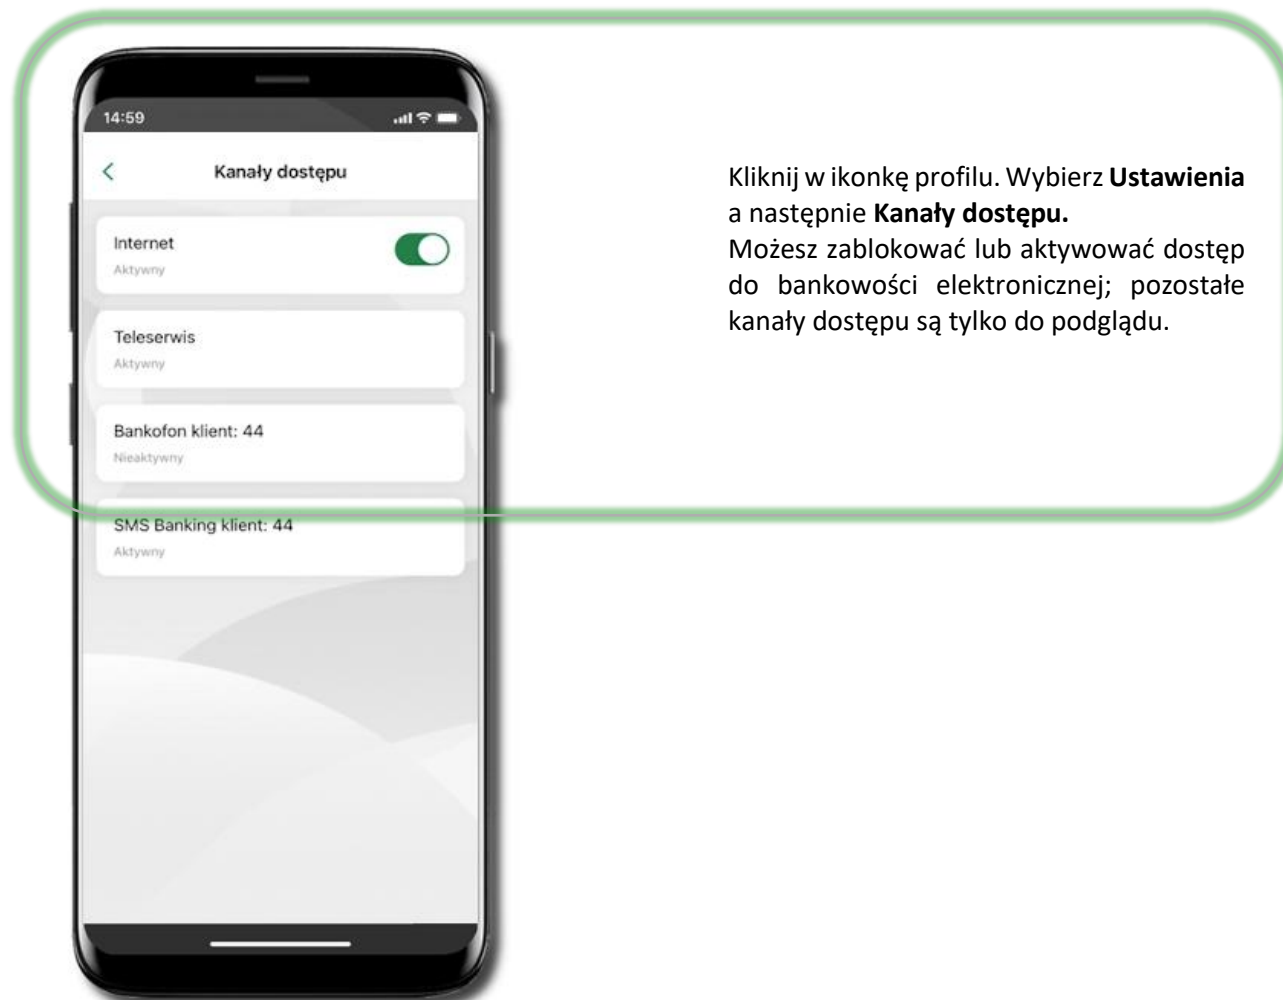 14:59
Kanały dostępu
Internet
Aktywny
Teleserwis
Aktywny
Bankofon klient: 44
Nieaktywny
SMS Banking klient: 44
Aktywny
Kliknij w ikonkę profilu. Wybierz Ustawienia
a następnie Kanały dostępu.
Możesz zablokować lub aktywować dostęp
do bankowości elektronicznej; pozostałe
kanały dostępu są tylko do podglądu.